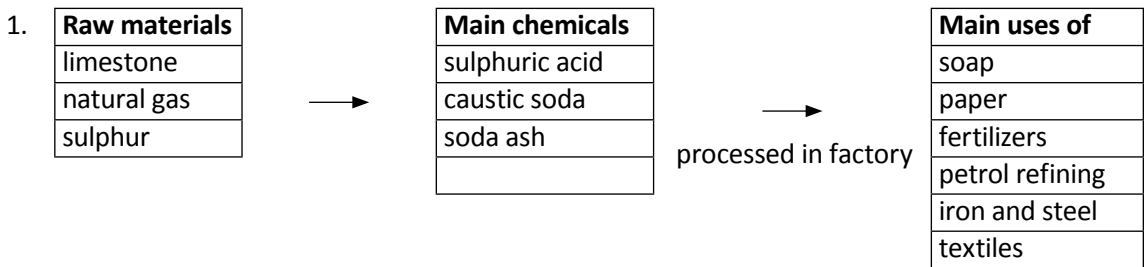 1.
Raw materials
limestone
natural gas
sulphur
Main chemicals
sulphuric acid
caustic soda
soda ash
processed in factory
Main uses of
soap
paper
fertilizers
petrol refining
iron and steel
textiles